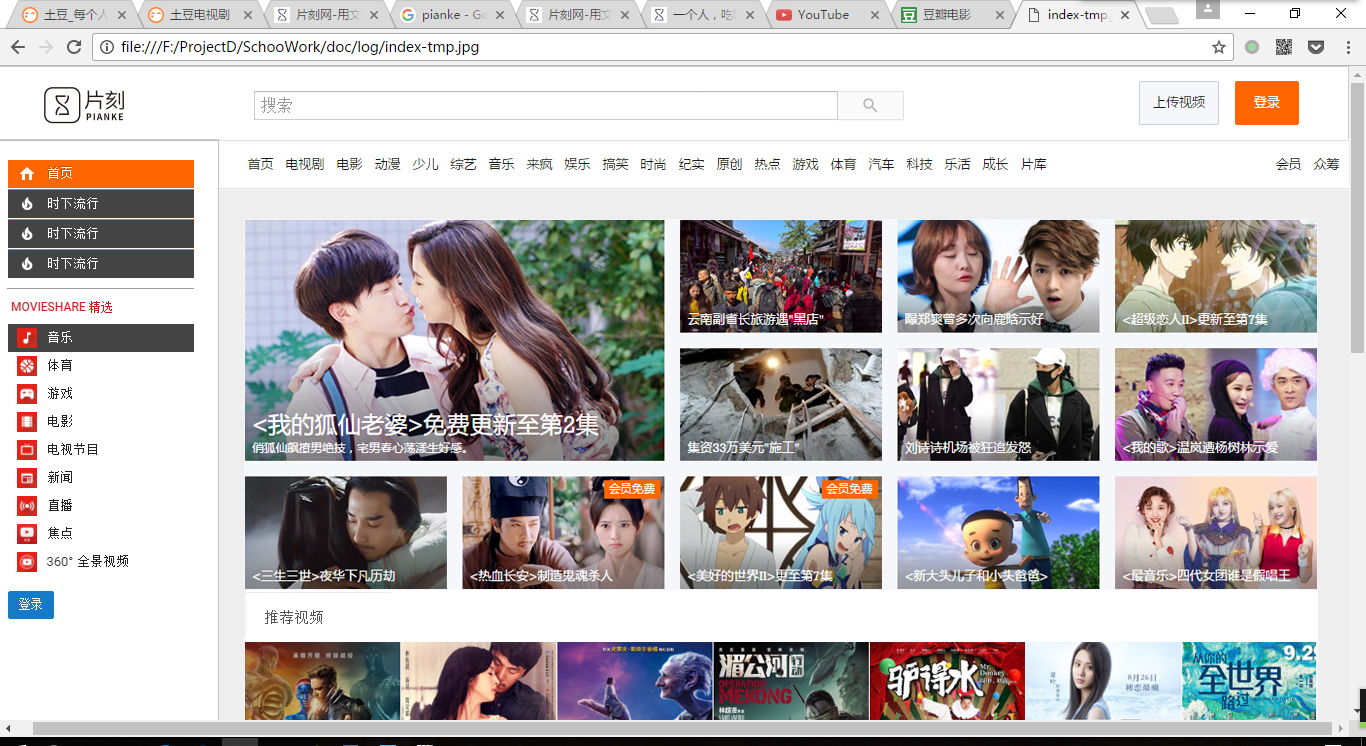 土豆_每个人
土豆电视剧
片刻网-用文
pianke - Go
片刻网-用文
一个人，吃
YouTube
豆瓣电影
index-tmp.
file:///F:/ProjectD/SchooWork/doc/log/index-tmp.jpg
片刻
PIANKE
搜索
上传视频
登录
首页 电视剧 电影 动漫 少儿 综艺 音乐 来疯 娱乐 搞笑 时尚 纪实 原创 热点 游戏 体育 汽车 科技 乐活 成长 片库 会员 众筹
首页
时下流行
时下流行
时下流行
MOVIESHARE 精选
音乐
体育
游戏
电影
电视节目
新闻
直播
焦点
360° 全景视频
登录
<我的狐仙老婆>免费更新至第2集
俏狐仙飙撩男绝技，宅男春心荡漾生好感。
云南副省长旅游遇"黑店"
曝郑爽曾多次向鹿晗示好
<超级恋人II>更新至第7集
集资33万美元"施工"
刘诗诗机场被狂追发怒
<我的歌>温岚遭杨树林示爱
<三生三世>夜华下凡历劫
会员免费
<热血长安>制造鬼魂杀人
会员免费
<美好的世界II>更至第7集
<新大头儿子和小头爸爸>
<最音乐>四代女团谁是假唱王
推荐视频
湄公河行动
OPERATION
MEKONG
驴得水
Mr.
Donkey
8月26日
初恋最痛
9.29
从你的
全世界
路过